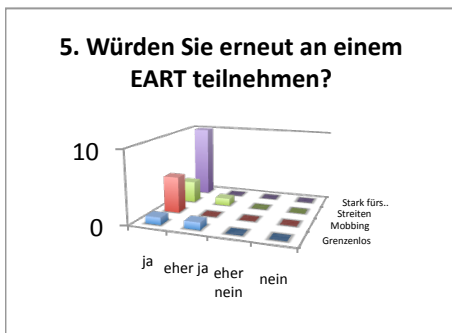 5. Würden Sie erneut an einem
EART teilnehmen?
10
0
ja
eher ja
eher
nein
nein
Stark fürs..
Streiten
Mobbing
Grenzenlos